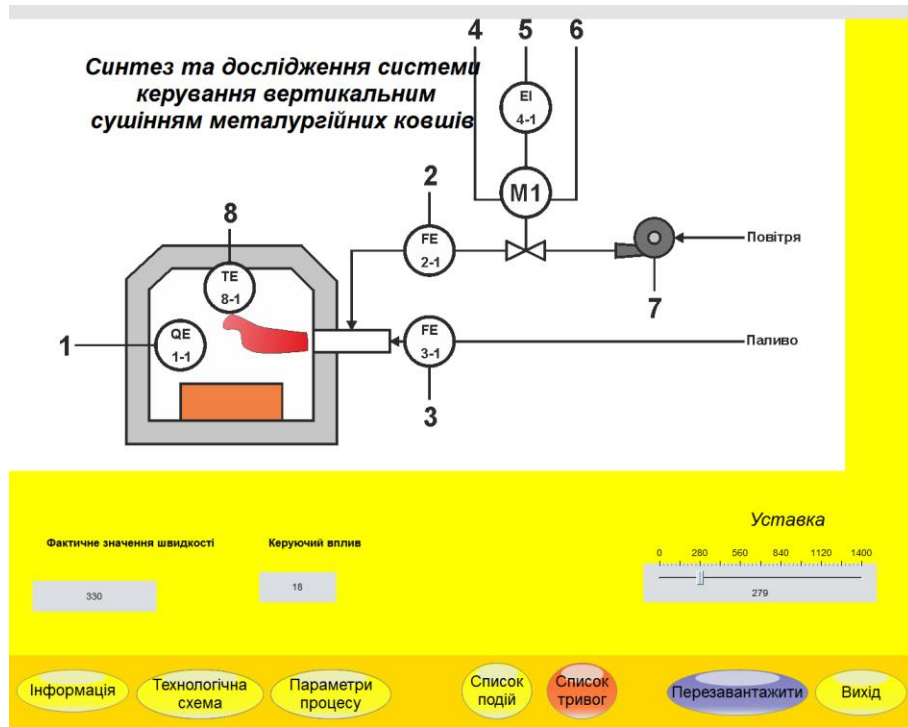 4 5 6
Синтез та дослідження системи
керування вертикальним
сушінням металургійних ковшів
EI
4-1
M1
2
8
FE
2-1
Повітря
7
TE
8-1
1
QE
1-1
FE
3-1
Паливо
3
Уставка
Фактичне значення швидкості
Керуючий вплив
0 280 560 840 1120 1400
330
18
279
Інформація
Технологічна
схема
Параметри
процесу
Список
подій
Список
тривог
Перезавантажити
Вихід